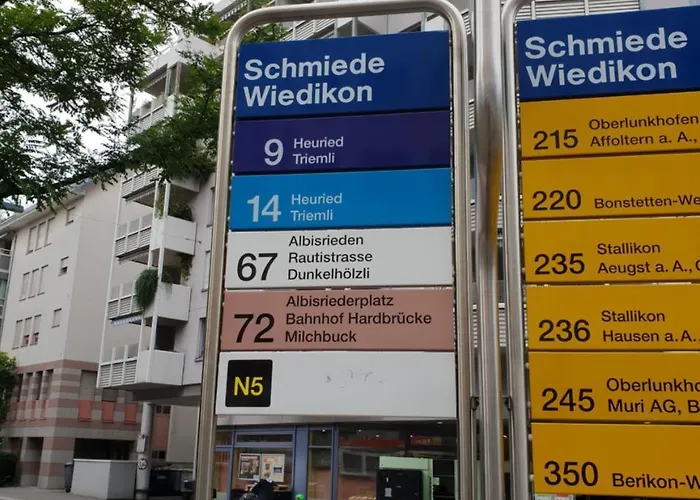 Schmiede
Wiedikon
9
Heuried
Triemli
14
Heuried
Triemli
67
Albisrieden
Rautistrasse
Dunkelhölzli
72
Albisriederplatz
Bahnhof Hardbrücke
Milchbuck
N5
Schmiede
Wiedikon
215
Oberlunkhofen
Affoltern a. A.,
220
Bonstetten-We
235
Stallikon
Aeugst a. A.,
236
Stallikon
Hausen a. A.,
245
Oberlunkho
Muri AG, B
350
Berikon-W